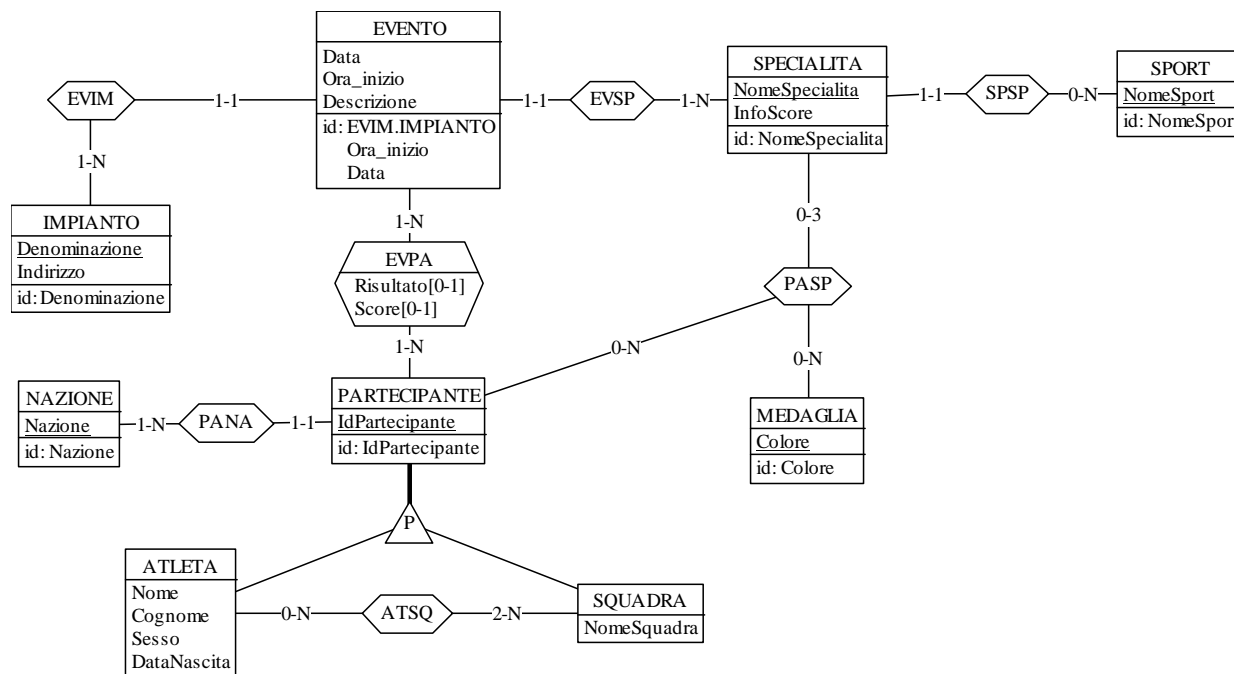 EVENTO
Data
Ora_inizio
Descrizione
id: EVIM.IMPIANTO
Ora_inizio
Data
EVIM
1-1
1-N
IMPIANTO
Denominazione
Indirizzo
id: Denominazione
1-1
EVSP
1-N
SPECIALITA
NomeSpecialita
InfoScore
id: NomeSpecialita
1-1
SPSP
0-N
SPORT
NomeSport
id: NomeSport
1-N
EVPA
Risultato[0-1]
Score[0-1]
1-N
0-3
PASP
0-N
0-N
MEDAGLIA
Colore
id: Colore
NAZIONE
Nazione
id: Nazione
1-N
PANA
1-1
PARTECIPANTE
IdPartecipante
id: IdPartecipante
P
ATLETA
Nome
Cognome
Sesso
DataNascita
0-N
ATSQ
2-N
SQUADRA
NomeSquadra